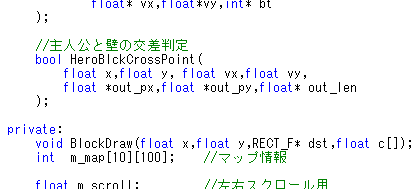 float* vx,float*vy,int* bt
);
//主人公と壁の交差判定
bool HeroBlckCrossPoint(
float x,float y, float vx,float vy,
float *out_px,float *out_py,float* out_len
);
private:
void BlockDraw(float x,float y,RECT_F* dst,float c[]);
int m_map[10][100]; //マップ情報
float m_scroll; //左右スクロール用